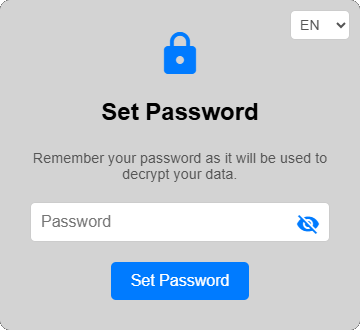 EN
Set Password
Remember your password as it will be used to
decrypt your data.
Password
Set Password